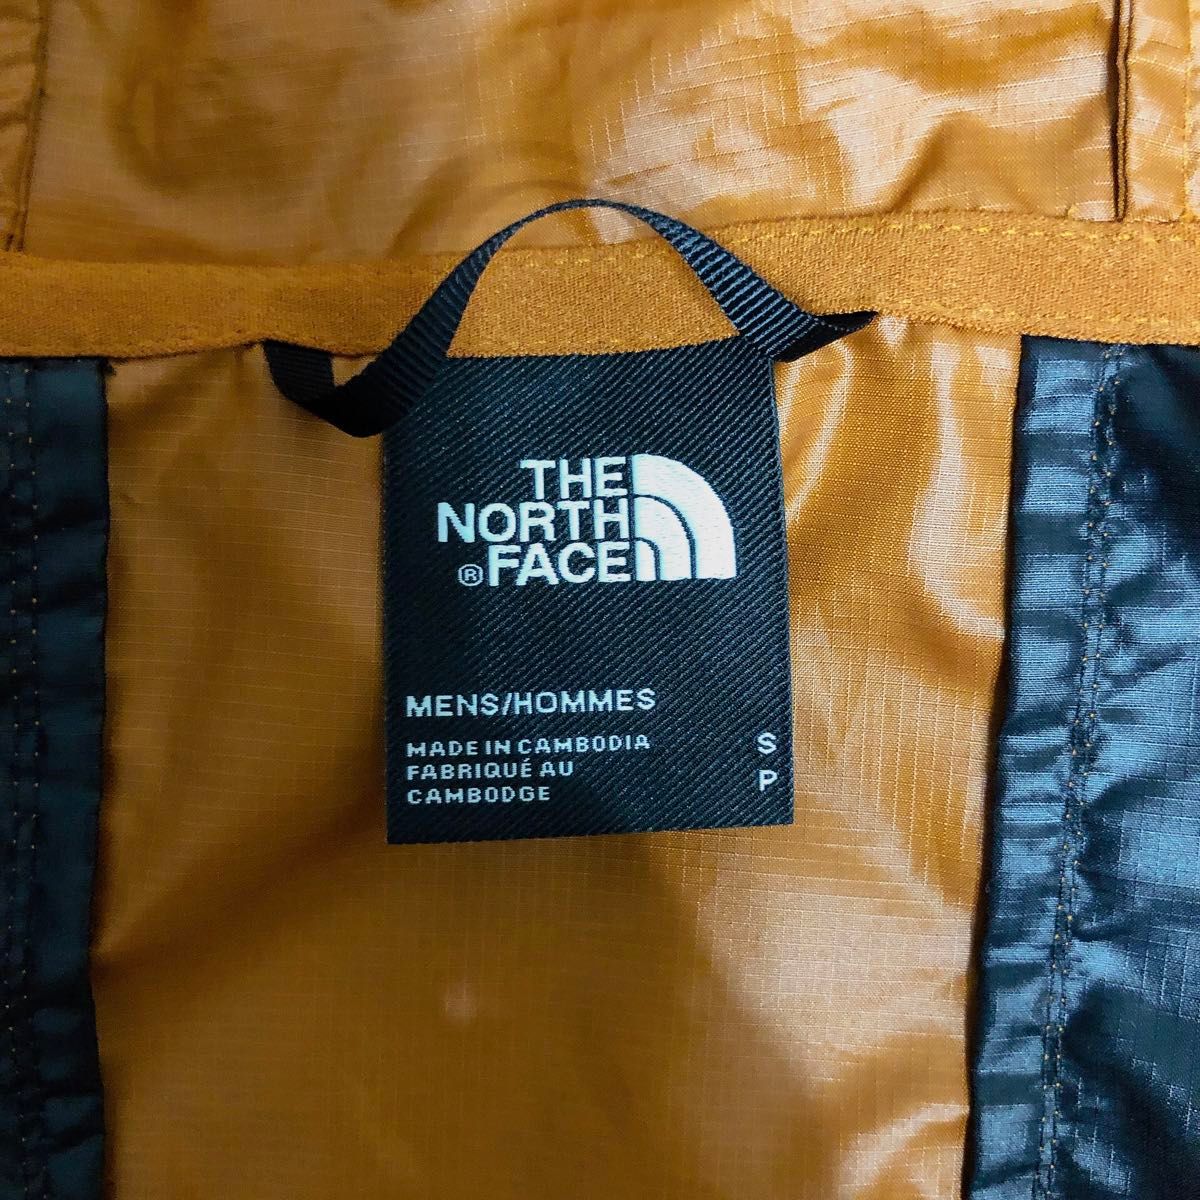 THE
NORTH
® FACE
MENS/HOMMES
MADE IN CAMBODIA
FABRIQUÉ AU
CAMBODGE
S
P